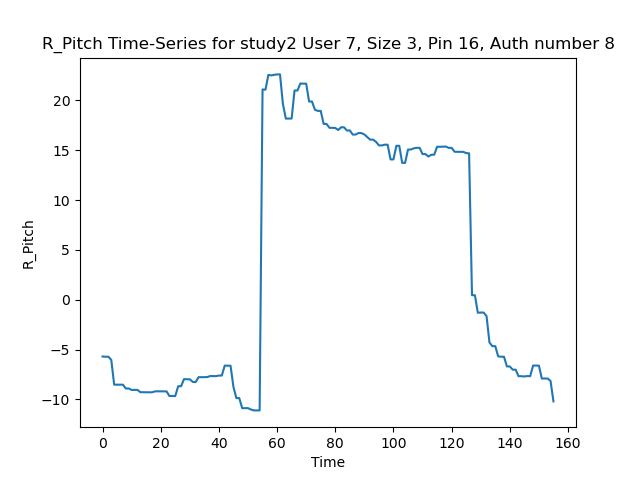 R_Pitch Time-Series for study2 User 7, Size 3, Pin 16, Auth number 8
20
15
10
5
0
−5
−10
R_Pitch
0 20 40 60 80 100 120 140 160
Time